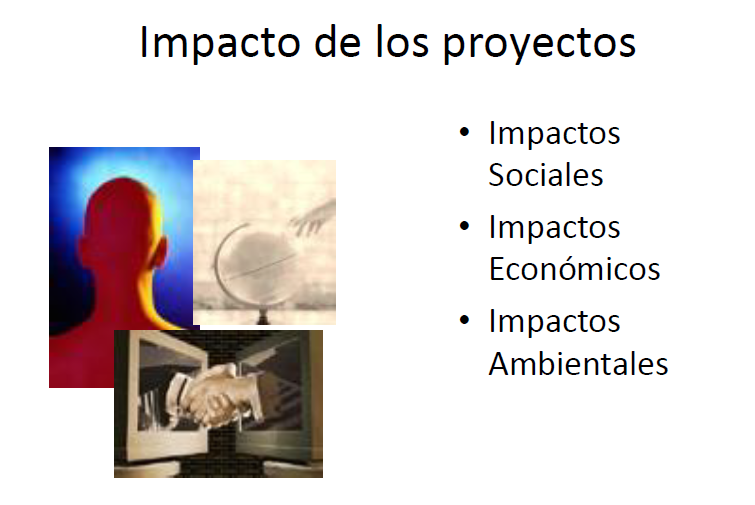 Impacto de los proyectos
• Impactos
Sociales
• Impactos
Económicos
• Impactos
Ambientales